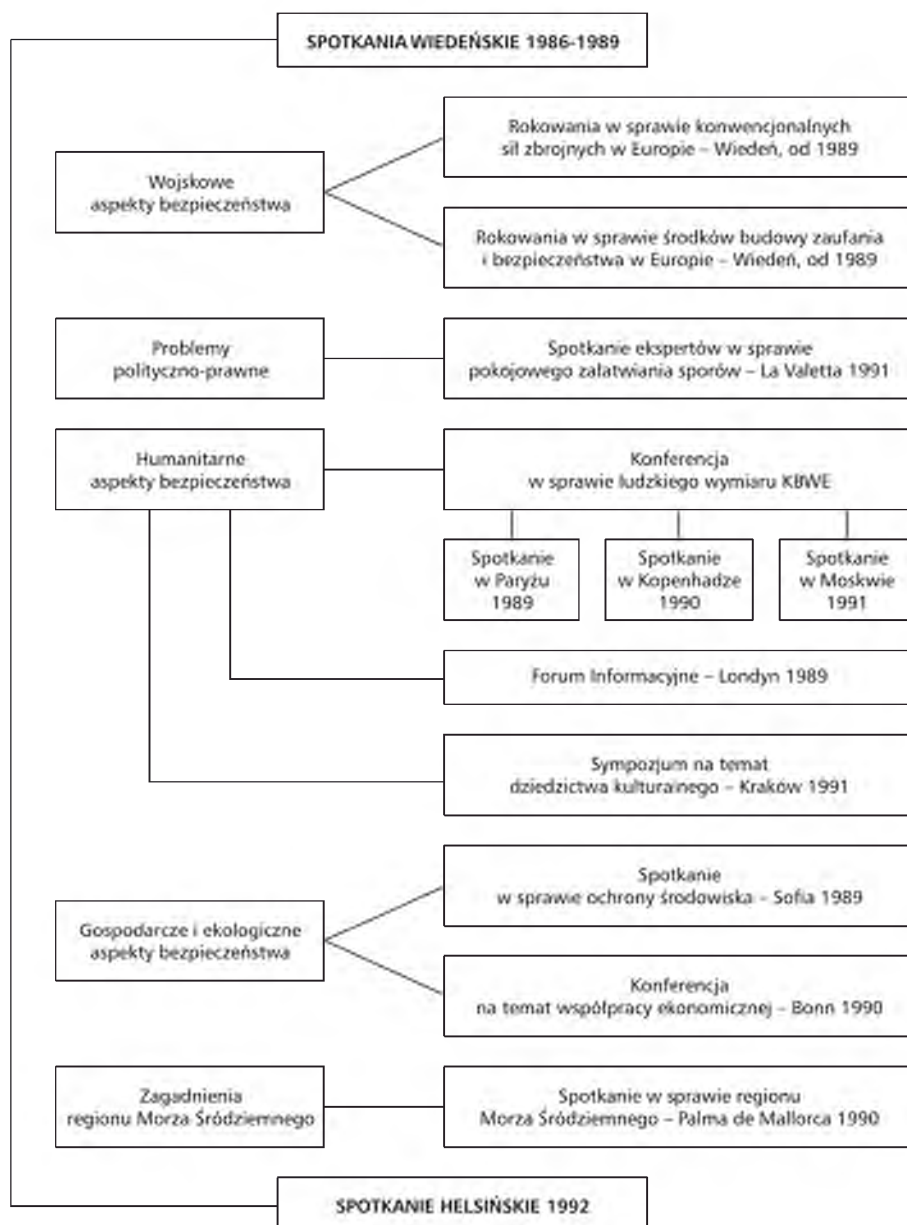 SPOTKANIA WIEDEŃSKIE 1986-1989
Rokowania w sprawie konwencjonalnych
sił zbrojnych w Europie – Wiedeń, od 1989
Wojskowe
aspekty bezpieczeństwa
Rokowania w sprawie środków budowy zaufania
i bezpieczeństwa w Europie – Wiedeń, od 1989
Problemy
polityczno-prawne
Spotkanie ekspertów w sprawie
pokojowego załatwiania sporów – La Valetta 1991
Humanitarne
aspekty bezpieczeństwa
Konferencja
w sprawie ludzkiego wymiaru KBWE
Spotkanie
w Paryżu
1989
Spotkanie
w Kopenhadze
1990
Spotkanie
w Moskwie
1991
Forum Informacyjne – Londyn 1989
Sympozjum na temat
dziedzictwa kulturalnego – Kraków 1991
Spotkanie
w sprawie ochrony środowiska – Sofia 1989
Gospodarcze i ekologiczne
aspekty bezpieczeństwa
Konferencja
na temat współpracy ekonomicznej – Bonn 1990
Zagadnienia
regionu Morza Śródziemnego
Spotkanie w sprawie regionu
Morza Śródziemnego – Palma de Mallorca 1990
SPOTKANIE HELSIŃSKIE 1992